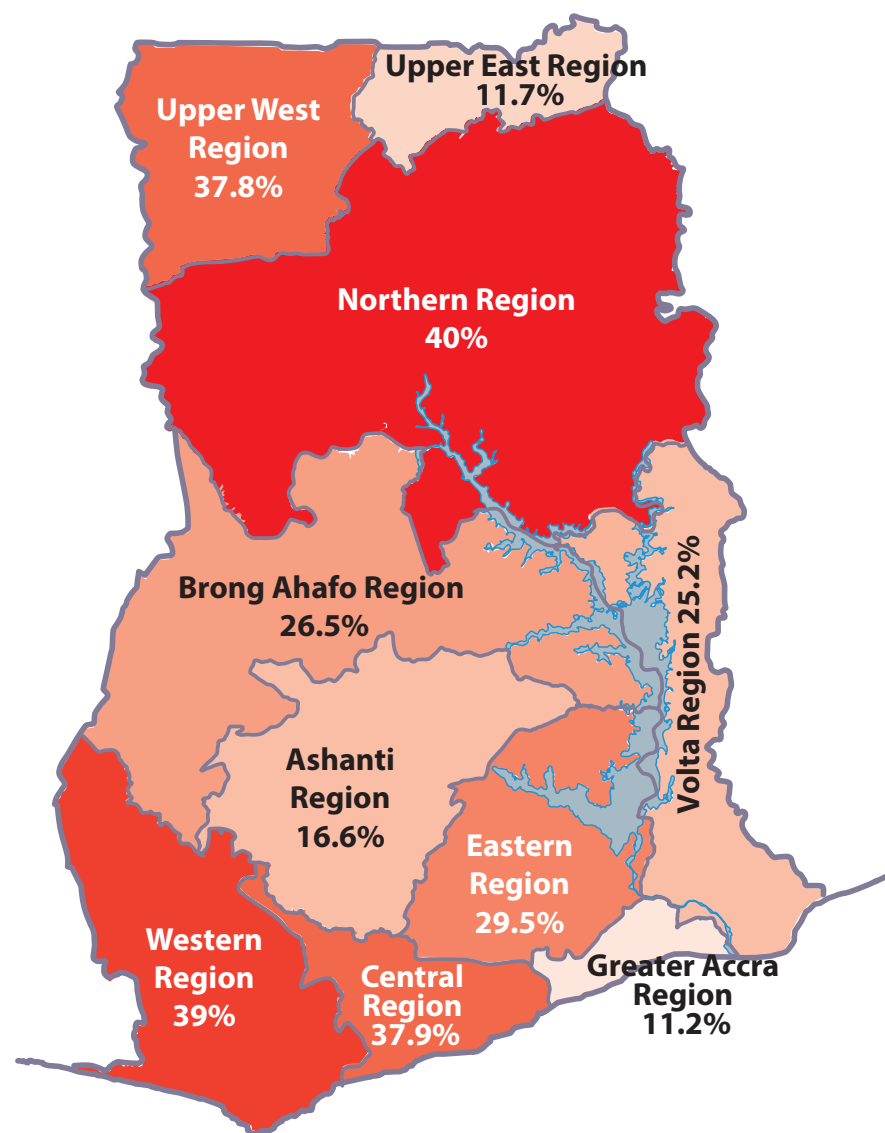 Upper East Region
11.7%
Upper West
Region
37.8%
Northern Region
40%
Brong Ahafo Region
26.5%
Volta Region 25.2%
Ashanti
Region
16.6%
Eastern
Region
29.5%
Western
Region
39%
Central
Region
37.9%
Greater Accra
Region
11.2%